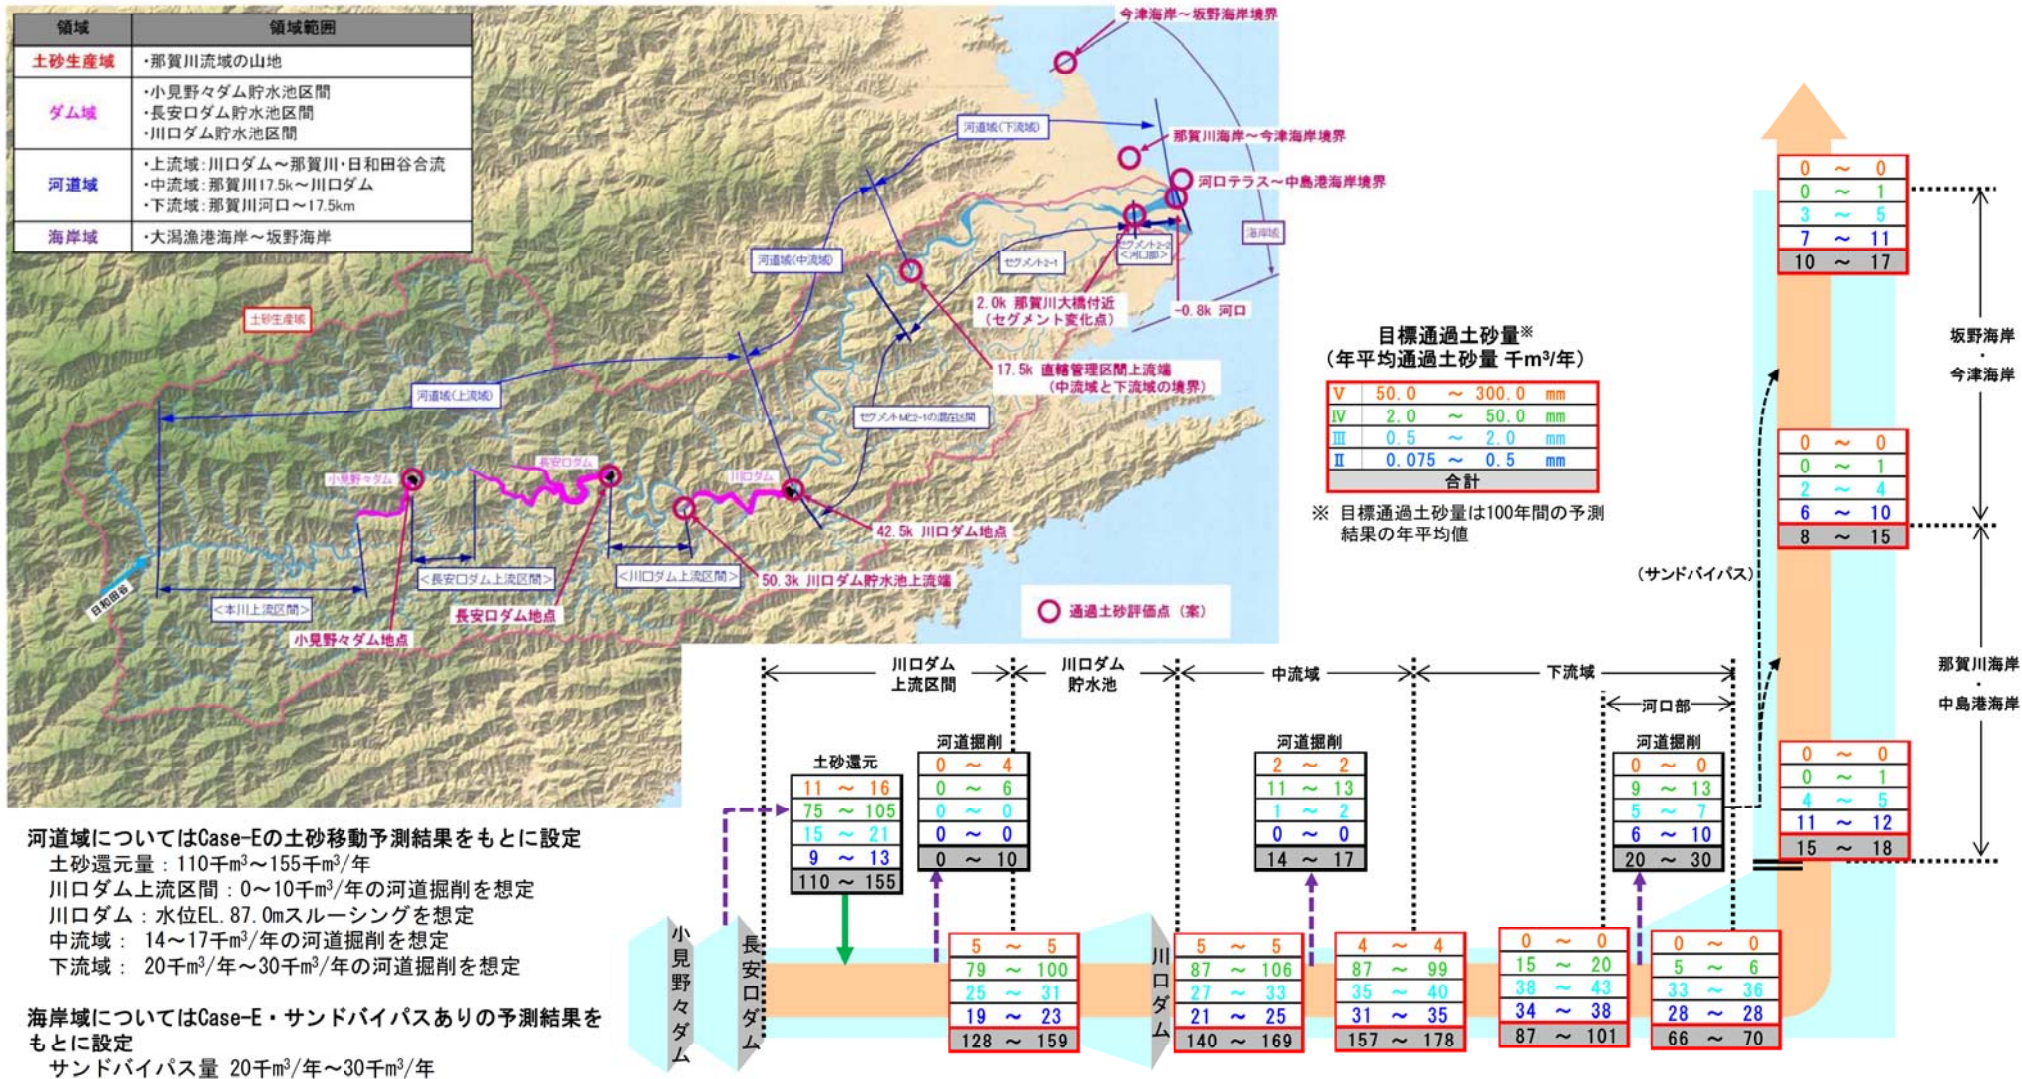 領域 領域範囲
土砂生産域 ・那賀川流域の山地
ダム域 ・小見野々ダム貯水池区間
・長安口ダム貯水池区間
・川口ダム貯水池区間
河道域 ・上流域：川口ダム～那賀川・日和田谷合流
・中流域：那賀川17.5k～川口ダム
・下流域：那賀川河口～17.5km
海岸域 ・大潟漁港海岸～坂野海岸
今津海岸～坂野海岸境界
河道域(下流域)
那賀川海岸～今津海岸境界
河口テラス～中島港海岸境界
海岸域
セグメント2-2
<河口部>
セグメント2-1
河道域(中流域)
2.0k 那賀川大橋付近
（セグメント変化点）
-0.8k 河口
土砂生産域
17.5k 直轄管理区間上流端
（中流域と下流域の境界）
河道域(上流域)
セグメントMと2-1の混在区間
小見野々ダム
長安口ダム
川口ダム
42.5k 川口ダム地点
<長安口ダム上流区間>
<川口ダム上流区間>
50.3k 川口ダム貯水池上流端
日和田谷
<本川上流区間>
長安口ダム地点
小見野々ダム地点
通過土砂評価点（案）
目標通過土砂量※
（年平均通過土砂量 千m³/年）
Ⅴ 50.0 ～ 300.0 mm
Ⅳ 2.0 ～ 50.0 mm
Ⅲ 0.5 ～ 2.0 mm
Ⅱ 0.075 ～ 0.5 mm
合計
※ 目標通過土砂量は100年間の予測
結果の年平均値
0 ～ 0
0 ～ 1
3 ～ 5
7 ～ 11
10 ～ 17
坂野海岸
・
今津海岸
0 ～ 0
0 ～ 1
2 ～ 4
6 ～ 10
8 ～ 15
(サンドバイパス)
那賀川海岸
・
中島港海岸
0 ～ 0
0 ～ 1
4 ～ 5
11 ～ 12
15 ～ 18
川口ダム
上流区間
川口ダム
貯水池
中流域
下流域
河口部
土砂還元
11 ～ 16
75 ～ 105
15 ～ 21
9 ～ 13
110 ～ 155
河道掘削
0 ～ 4
0 ～ 6
0 ～ 0
0 ～ 0
0 ～ 10
河道掘削
2 ～ 2
11 ～ 13
1 ～ 2
0 ～ 0
14 ～ 17
河道掘削
0 ～ 0
9 ～ 13
5 ～ 7
6 ～ 10
20 ～ 30
小見野々ダム
長安口ダム
5 ～ 5
79 ～ 100
25 ～ 31
19 ～ 23
128 ～ 159
川口ダム
5 ～ 5
87 ～ 106
27 ～ 33
21 ～ 25
140 ～ 169
4 ～ 4
87 ～ 99
35 ～ 40
31 ～ 35
157 ～ 178
0 ～ 0
15 ～ 20
38 ～ 43
34 ～ 38
87 ～ 101
0 ～ 0
5 ～ 6
33 ～ 36
28 ～ 28
66 ～ 70
河道域についてはCase-Eの土砂移動予測結果をもとに設定
土砂還元量：110千m³～155千m³/年
川口ダム上流区間：0～10千m³/年の河道掘削を想定
川口ダム：水位EL.87.0mスルーシングを想定
中流域： 14～17千m³/年の河道掘削を想定
下流域： 20千m³/年～30千m³/年の河道掘削を想定
海岸域についてはCase-E・サンドバイパスありの予測結果を
もとに設定
サンドバイパス量 20千m³/年～30千m³/年